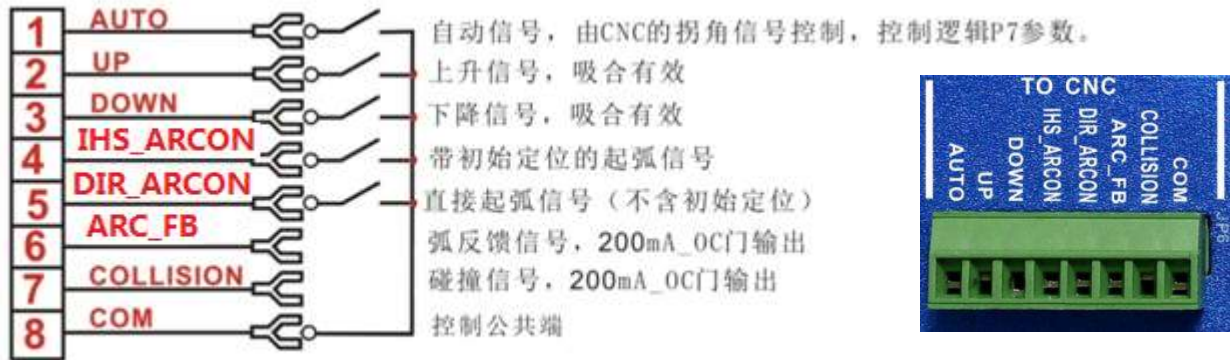 1 AUTO 自动信号，由CNC的拐角信号控制，控制逻辑P7参数。
2 UP 上升信号，吸合有效
3 DOWN 下降信号，吸合有效
4 IHS_ARCON 带初始定位的起弧信号
5 DIR_ARCON 直接起弧信号（不含初始定位）
6 ARC_FB 弧反馈信号，200mA_OC门输出
7 COLLISION 碰撞信号，200mA_OC门输出
8 COM 控制公共端
TO CNC
AUTO
UP
DOWN
IHS_ARCON
DIR_ARCON
ARC_FB
COLLISION
COM
P6